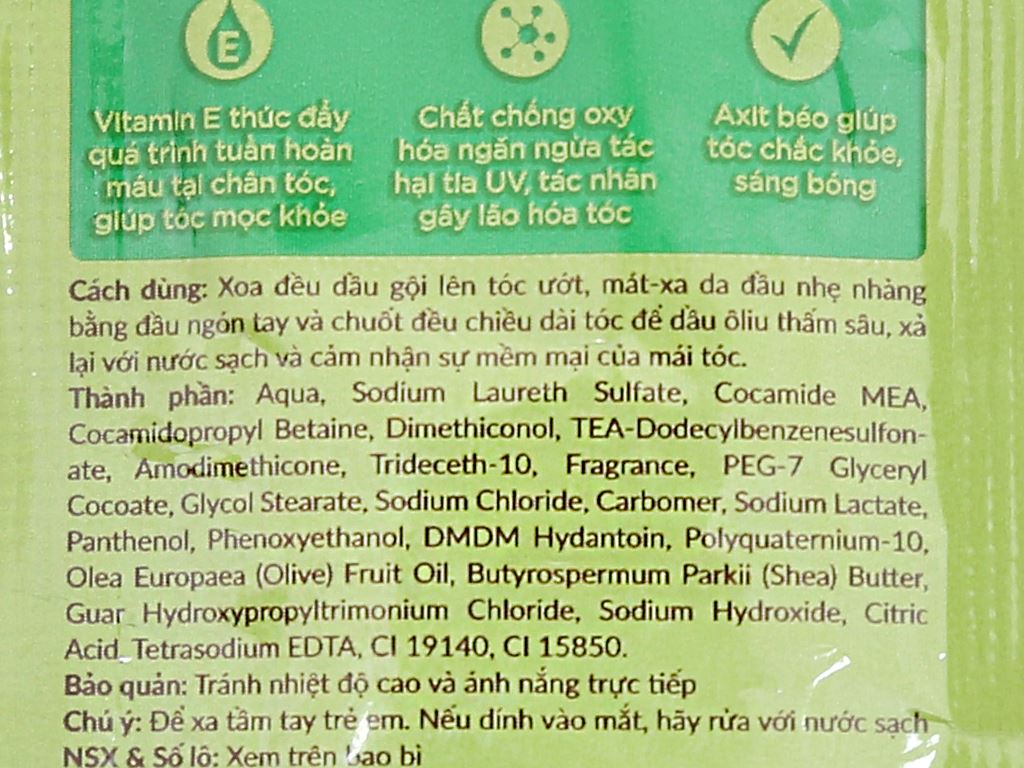 E
Vitamin E thúc đẩy
quá trình tuần hoàn
máu tại chân tóc,
giúp tóc mọc khỏe
Chất chống oxy
hóa ngăn ngừa tác
hại tia UV, tác nhân
gây lão hóa tóc
Axit béo giúp
tóc chắc khỏe,
sáng bóng
Cách dùng: Xoa đều dầu gội lên tóc ướt, mát-xa da đầu nhẹ nhàng
bằng đầu ngón tay và chuốt đều chiều dài tóc để dầu ôliu thấm sâu, xả
lại với nước sạch và cảm nhận sự mềm mại của mái tóc.
Thành phần: Aqua, Sodium Laureth Sulfate, Cocamide MEA,
Cocamidopropyl Betaine, Dimethiconol, TEA-Dodecylbenzenesulfon-
ate, Amodimethicone, Trideceth-10, Fragrance, PEG-7 Glyceryl
Cocoate, Glycol Stearate, Sodium Chloride, Carbomer, Sodium Lactate,
Panthenol, Phenoxyethanol, DMDM Hydantoin, Polyquaternium-10,
Olea Europaea (Olive) Fruit Oil, Butyrospermum Parkii (Shea) Butter,
Guar Hydroxypropyltrimonium Chloride, Sodium Hydroxide, Citric
Acid, Tetrasodium EDTA, CI 19140, CI 15850.
Bảo quản: Tránh nhiệt độ cao và ánh nắng trực tiếp
Chú ý: Để xa tầm tay trẻ em. Nếu dính vào mắt, hãy rửa với nước sạch
NSX & Số lô: Xem trên bao bì